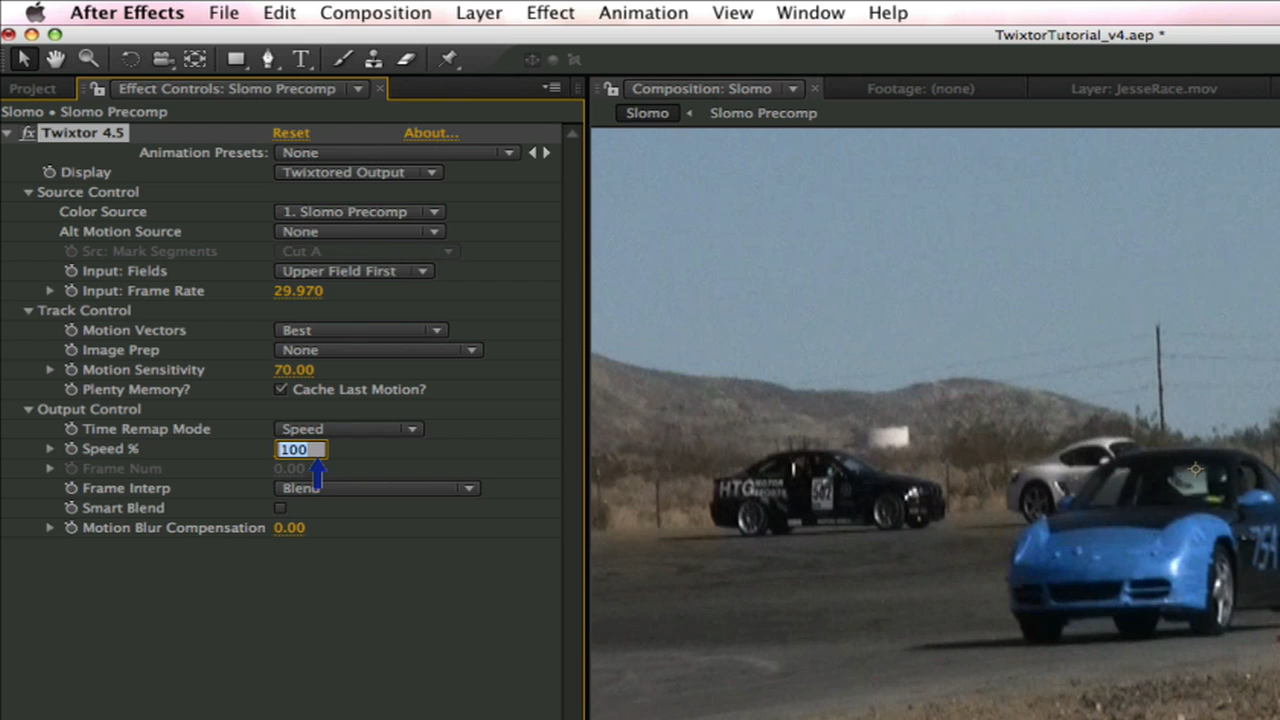 After Effects File Edit Composition Layer Effect Animation View Window Help
TwixtorTutorial_v4.aep *
Project Effect Controls: Slomo Precomp Composition: Slomo Footage: (none) Layer: JesseRace.mov
Slomo • Slomo Precomp
Slomo Slomo Precomp
Twixtor 4.5 Reset About...
Animation Presets: None
Display Twixtored Output
Source Control
Color Source 1. Slomo Precomp
Alt Motion Source None
Src: Mark Segments Cut A
Input: Fields Upper Field First
Input: Frame Rate 29.970
Track Control
Motion Vectors Best
Image Prep None
Motion Sensitivity 70.00
Plenty Memory? Cache Last Motion?
Output Control
Time Remap Mode Speed
Speed % 100
Frame Num 0.00
Frame Interp Blend
Smart Blend
Motion Blur Compensation 0.00
HTG MOTOR SPORTS 502